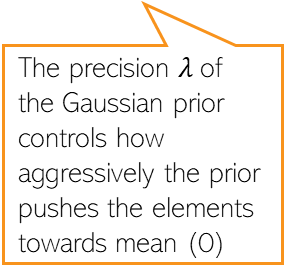 The precision λ of
the Gaussian prior
controls how
aggressively the prior
pushes the elements
towards mean (0)